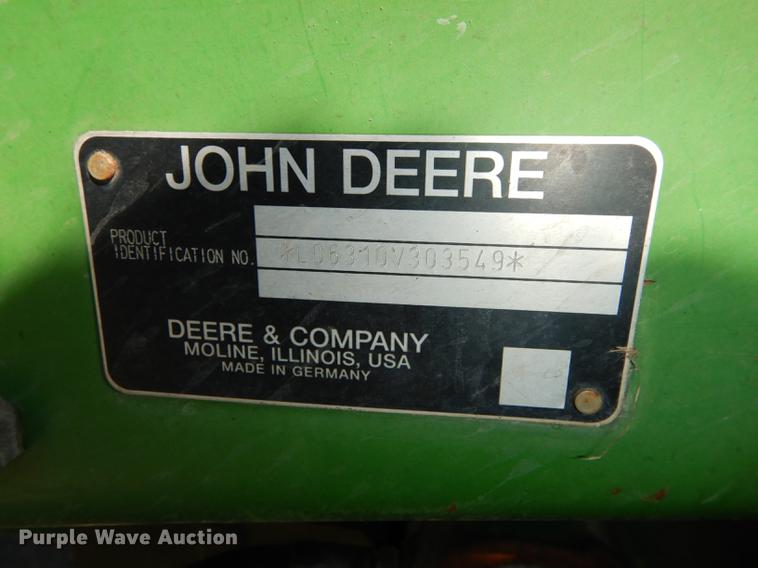 JOHN DEERE
PRODUCT
IDENTIFICATION NO.
*L06310V303549*
DEERE & COMPANY
MOLINE, ILLINOIS, USA
MADE IN GERMANY
Purple Wave Auction